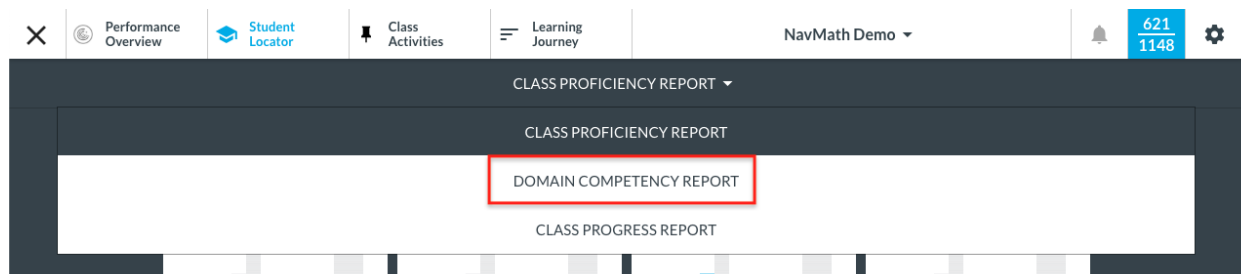 Performance
Overview
Student
Locator
Class
Activities
Learning
Journey
NavMath Demo
621
1148
CLASS PROFICIENCY REPORT
CLASS PROFICIENCY REPORT
DOMAIN COMPETENCY REPORT
CLASS PROGRESS REPORT